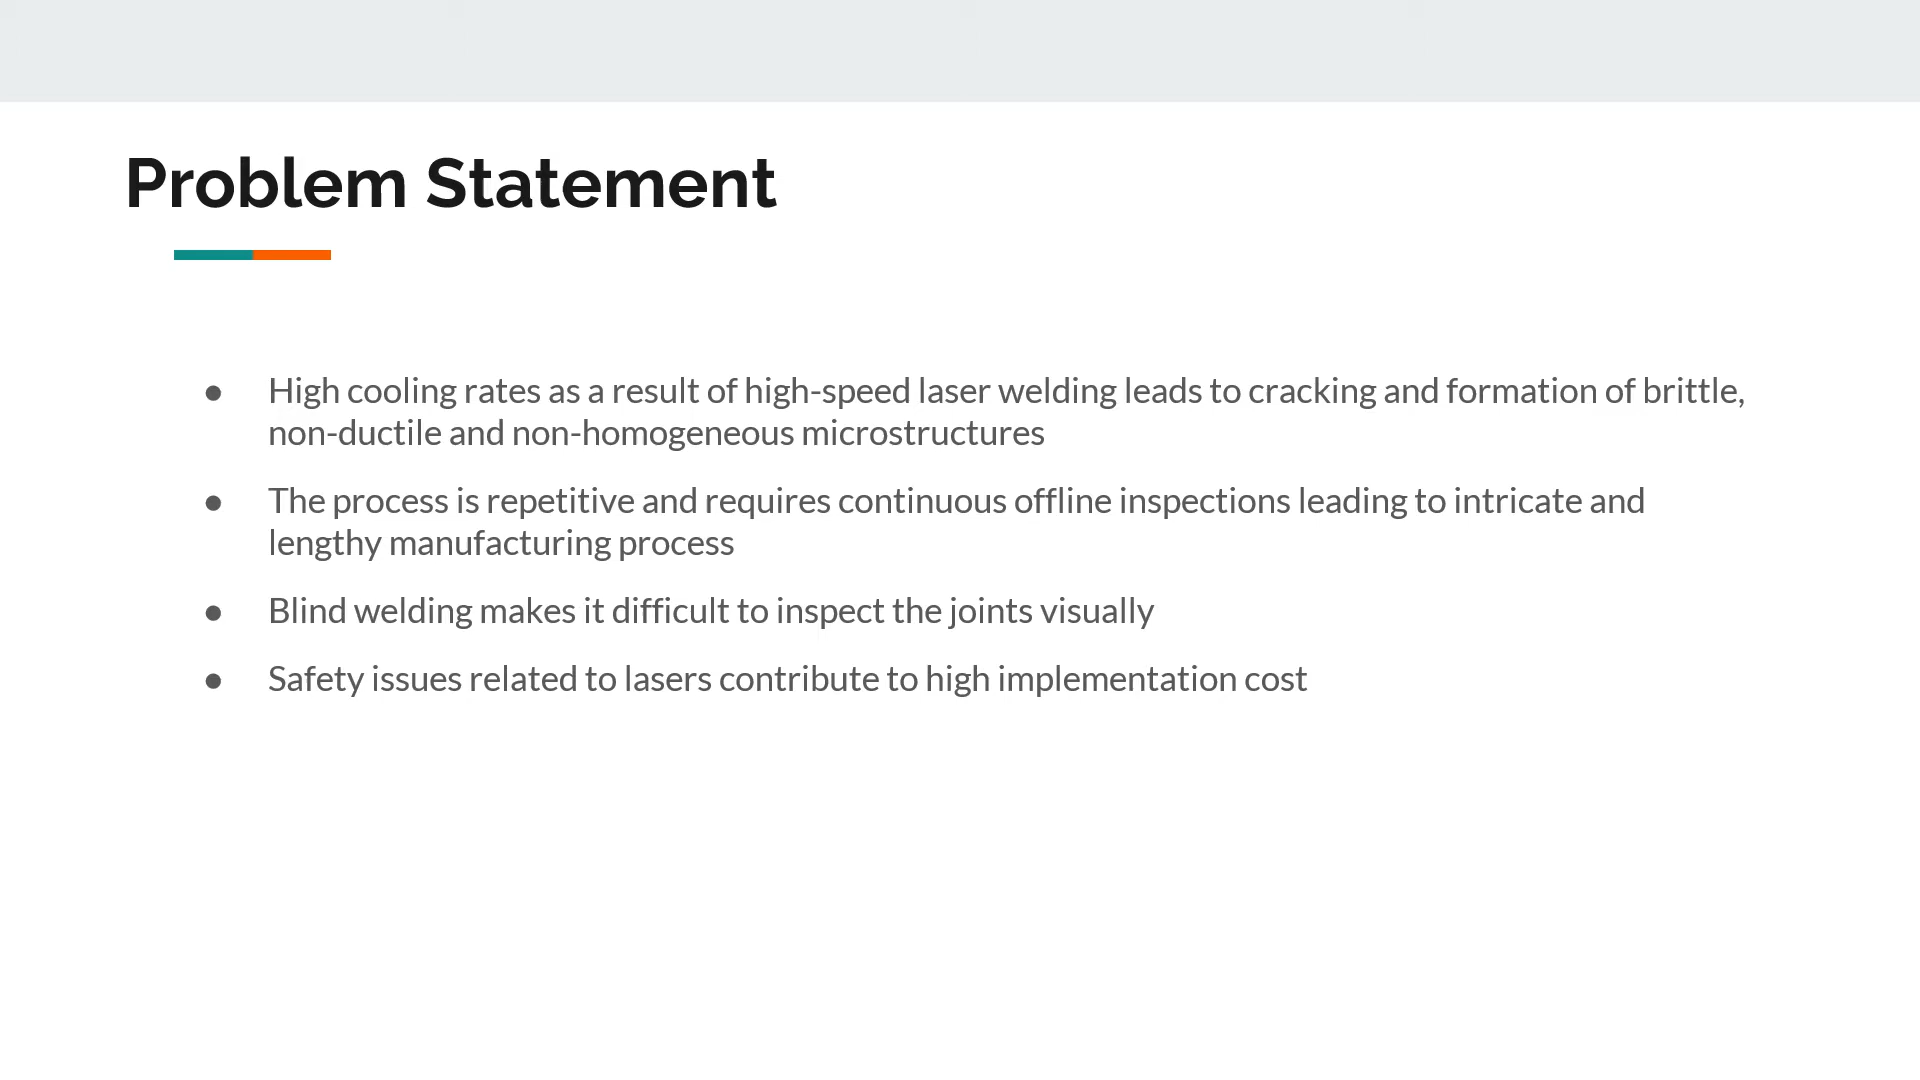 Problem Statement
● High cooling rates as a result of high-speed laser welding leads to cracking and formation of brittle,
non-ductile and non-homogeneous microstructures
● The process is repetitive and requires continuous offline inspections leading to intricate and
lengthy manufacturing process
● Blind welding makes it difficult to inspect the joints visually
● Safety issues related to lasers contribute to high implementation cost